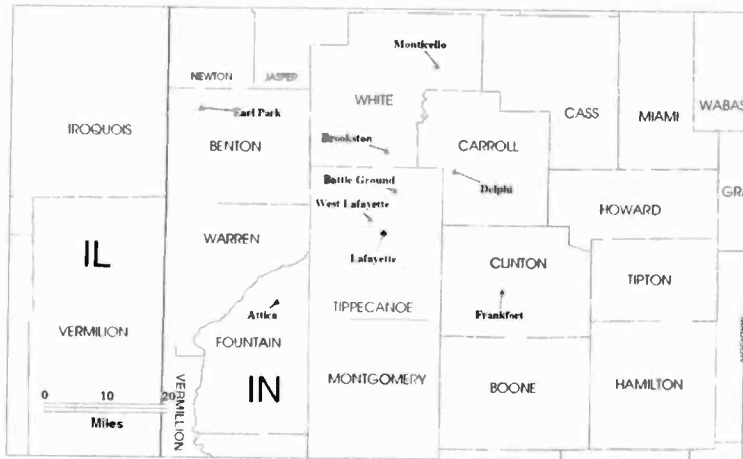 Monticello
NEWTON
JASPER
WHITE
Earl Park
CASS
MIAMI
WABAS
IROQUOIS
BENTON
Brookston
CARROLL
Battle Ground
Delphi
West Lafayette
GR
HOWARD
WARREN
IL
Lafayette
CLINTON
TIPTON
Attica
TIPPECANOE
Frankfort
VERMILION
FOUNTAIN
MONTGOMERY
BOONE
HAMILTON
VERMILLION
IN
0 10 20
Miles